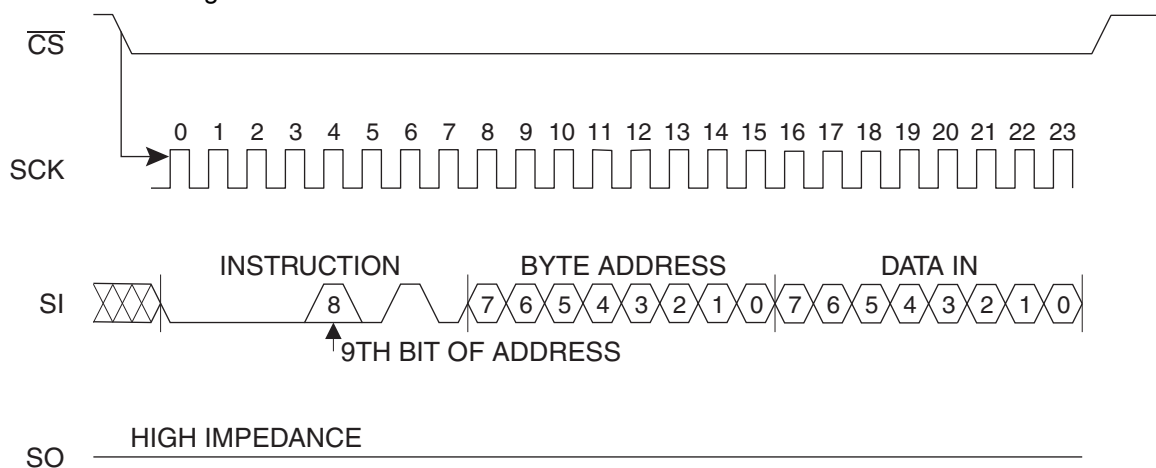 CS
0 1 2 3 4 5 6 7 8 9 10 11 12 13 14 15 16 17 18 19 20 21 22 23
SCK
INSTRUCTION BYTE ADDRESS DATA IN
SI 8 7 6 5 4 3 2 1 0 7 6 5 4 3 2 1 0
9TH BIT OF ADDRESS
HIGH IMPEDANCE
SO